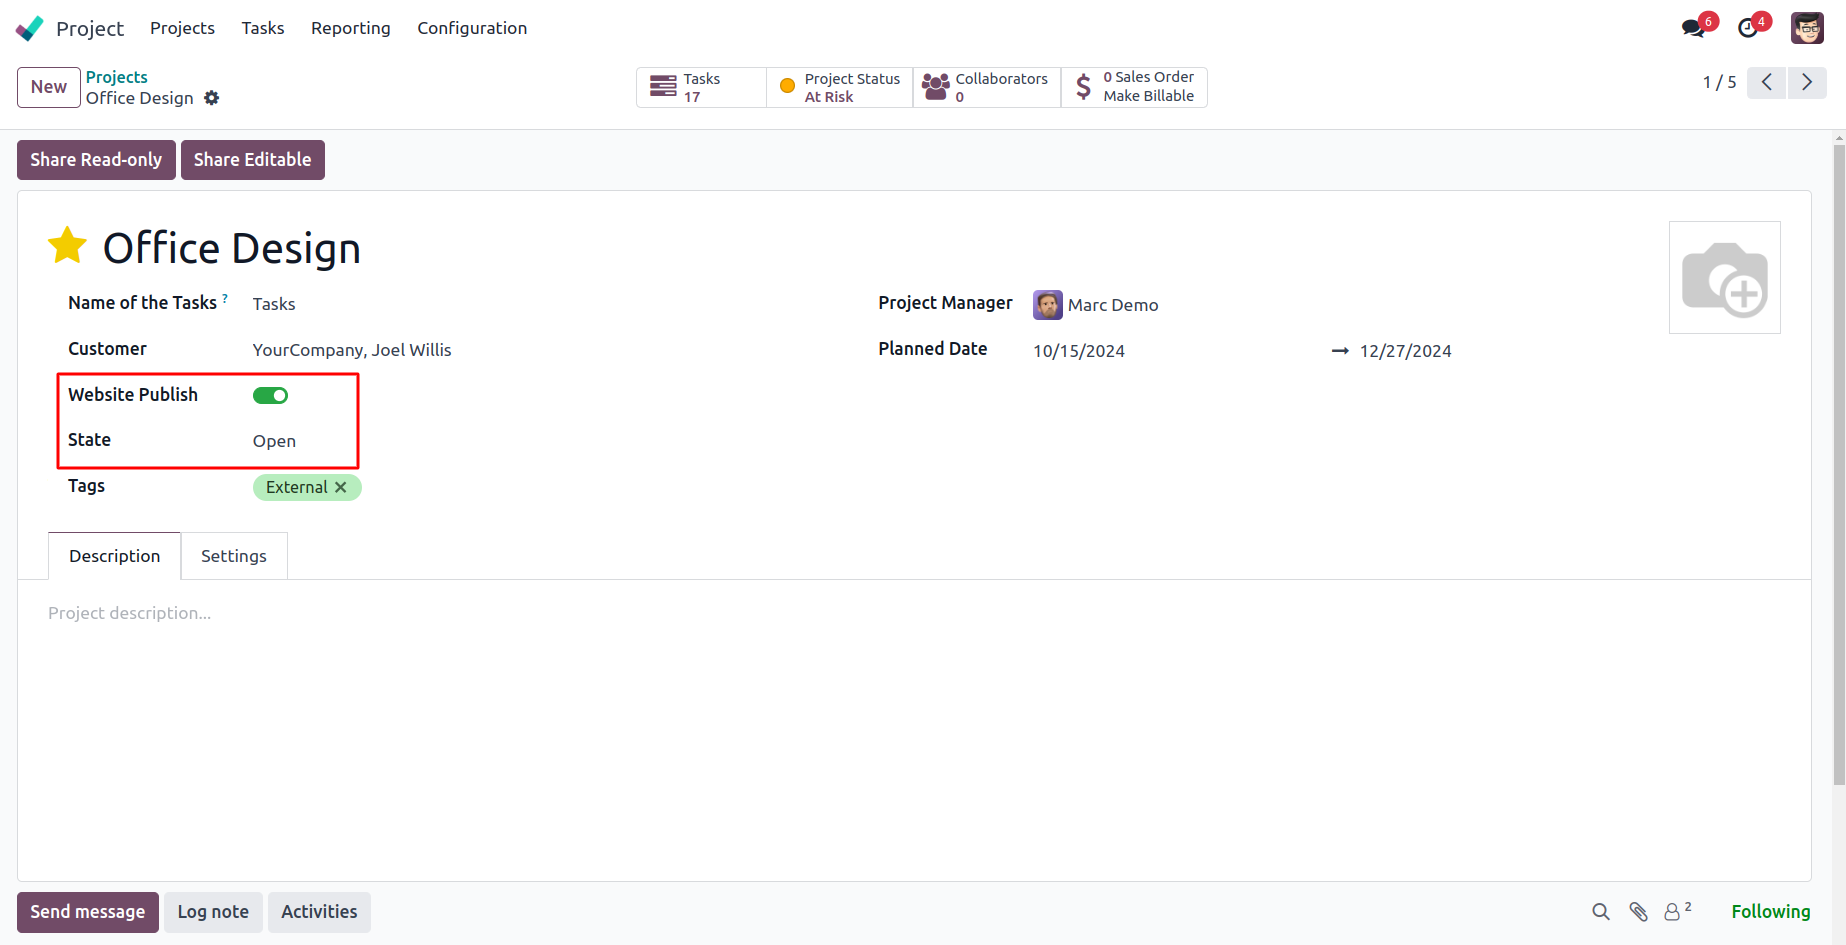 Project Projects Tasks Reporting Configuration 6 4
New Projects
Office Design
Tasks
17
Project Status
At Risk
Collaborators
0
0 Sales Order
Make Billable
1 / 5
Share Read-only Share Editable
Office Design
Name of the Tasks ? Tasks
Project Manager Marc Demo
Customer YourCompany, Joel Willis
Planned Date 10/15/2024 → 12/27/2024
Website Publish
State Open
Tags External ✕
Description Settings
Project description...
Send message Log note Activities 2 Following